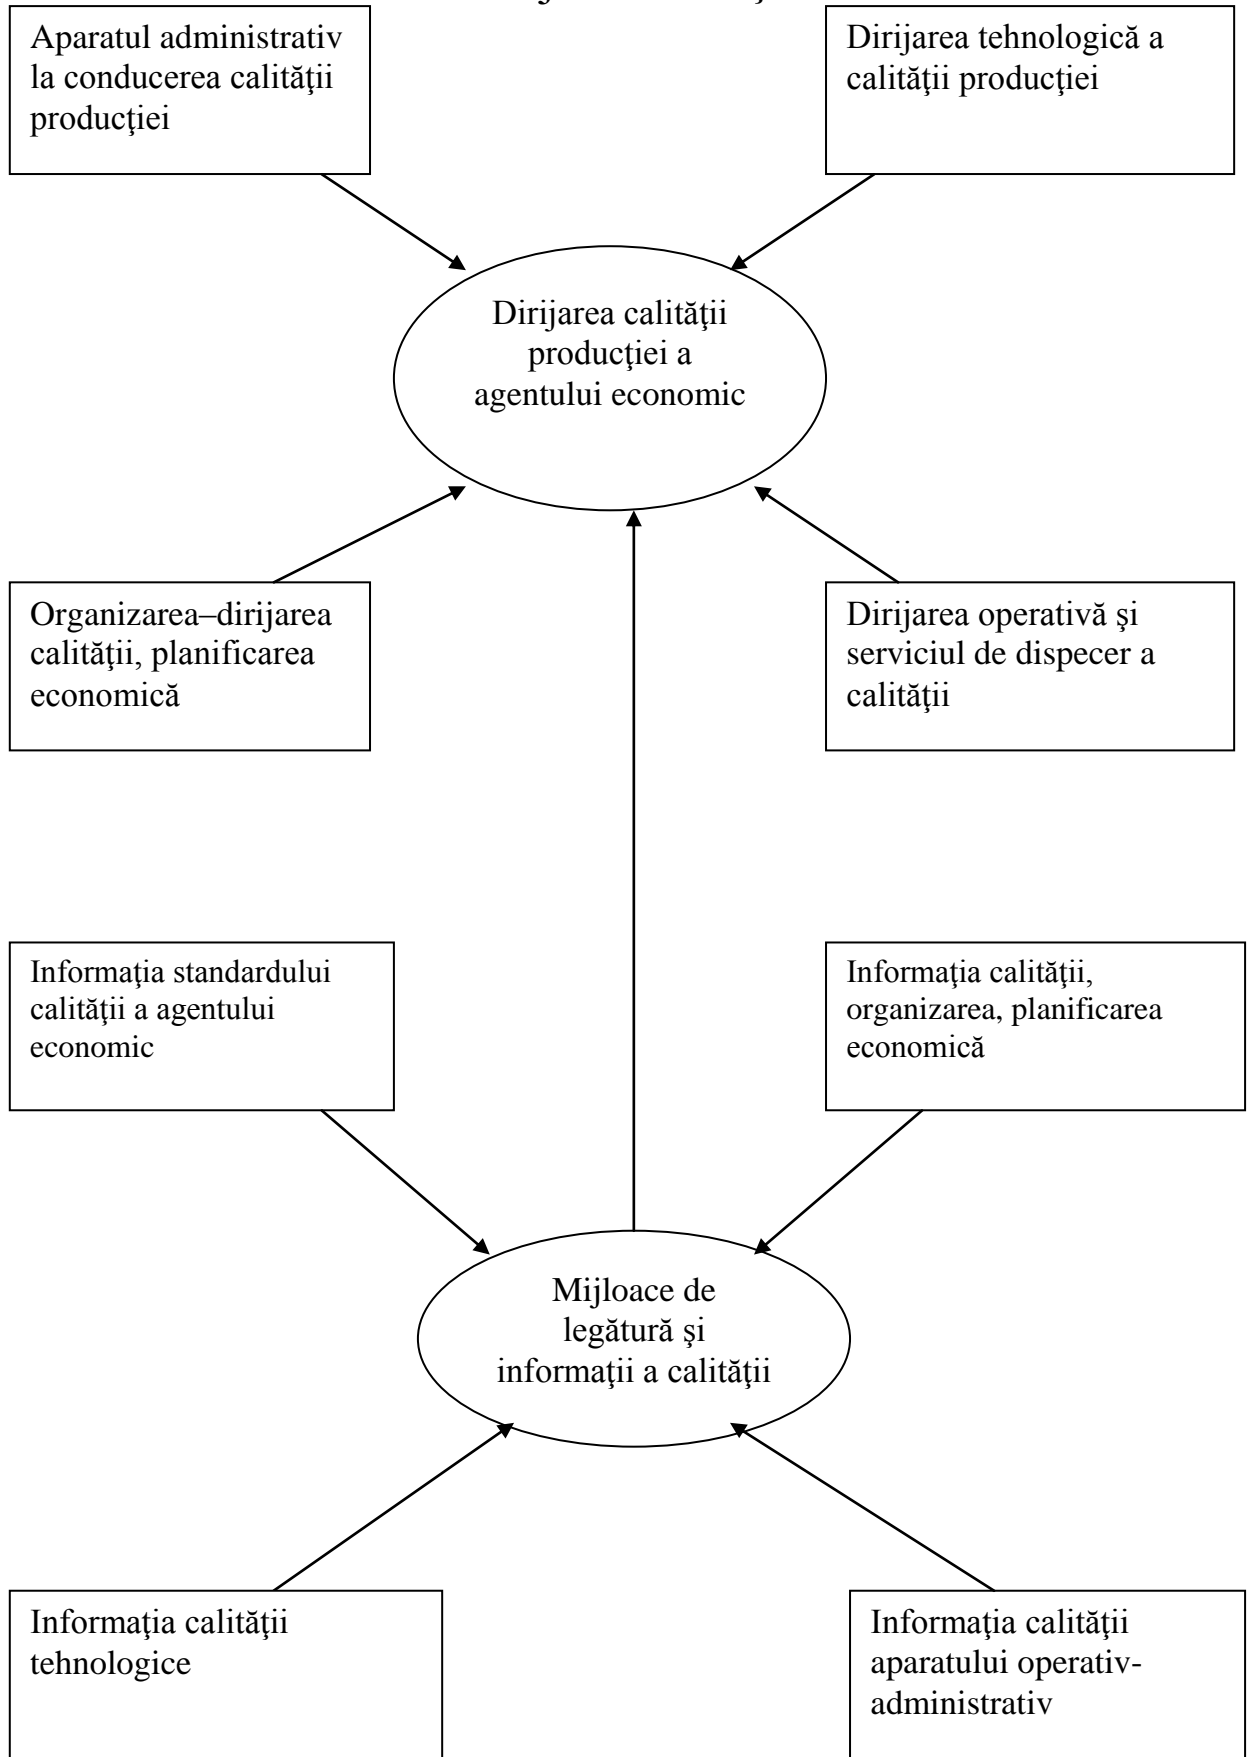 Aparatul administrativ
la conducerea calităţii
producţiei
Dirijarea tehnologică a
calităţii producţiei
Dirijarea calităţii
producţiei a
agentului economic
Organizarea–dirijarea
calităţii, planificarea
economică
Dirijarea operativă şi
serviciul de dispecer a
calităţii
Informaţia standardului
calităţii a agentului
economic
Informaţia calităţii,
organizarea, planificarea
economică
Mijloace de
legătură şi
informaţii a calităţii
Informaţia calităţii
tehnologice
Informaţia calităţii
aparatului operativ-
administrativ